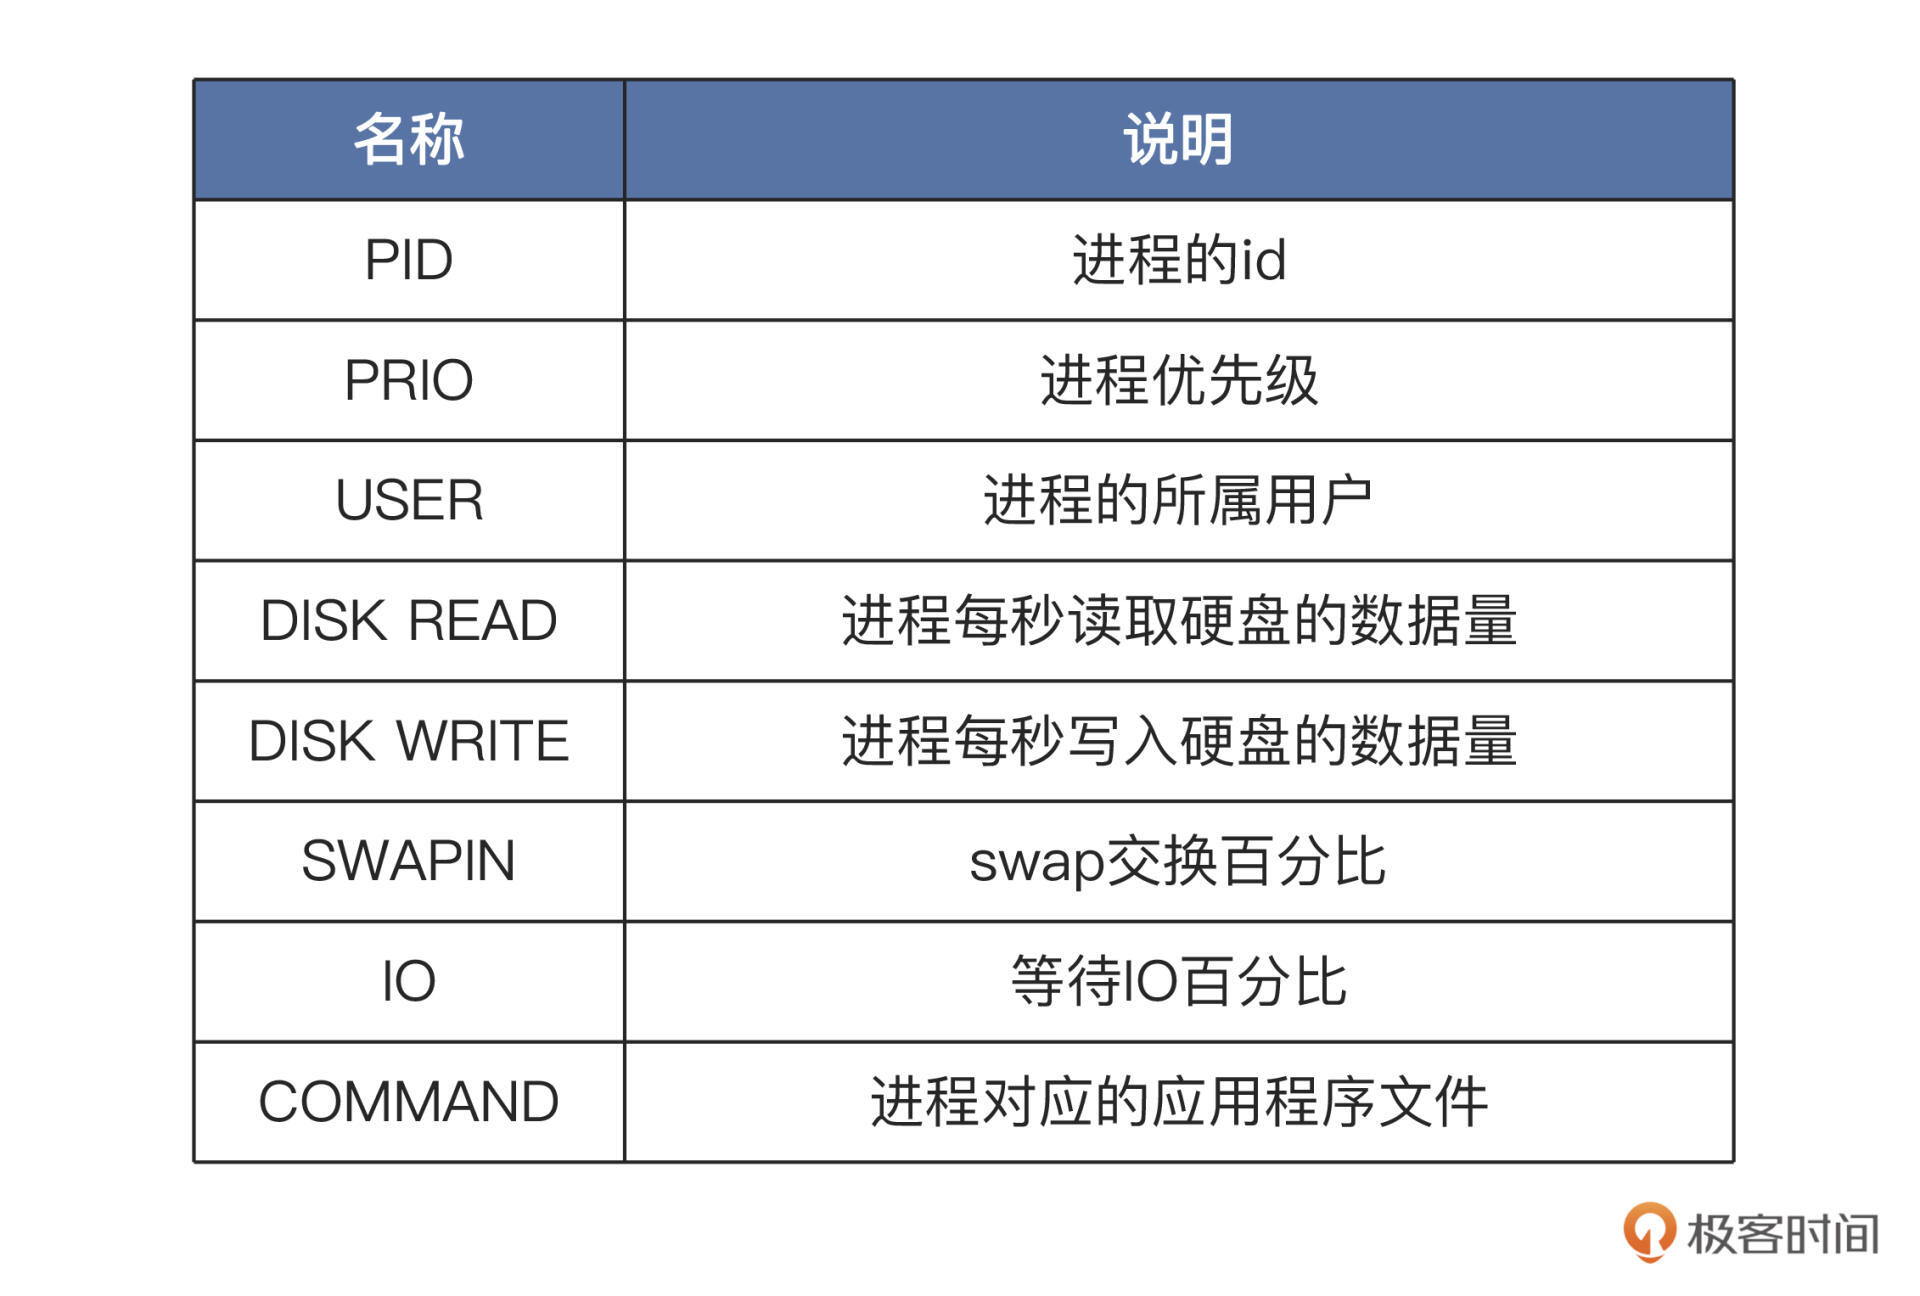 名称 说明
PID 进程的id
PRIO 进程优先级
USER 进程的所属用户
DISK READ 进程每秒读取硬盘的数据量
DISK WRITE 进程每秒写入硬盘的数据量
SWAPIN swap交换百分比
IO 等待IO百分比
COMMAND 进程对应的应用程序文件
极客时间